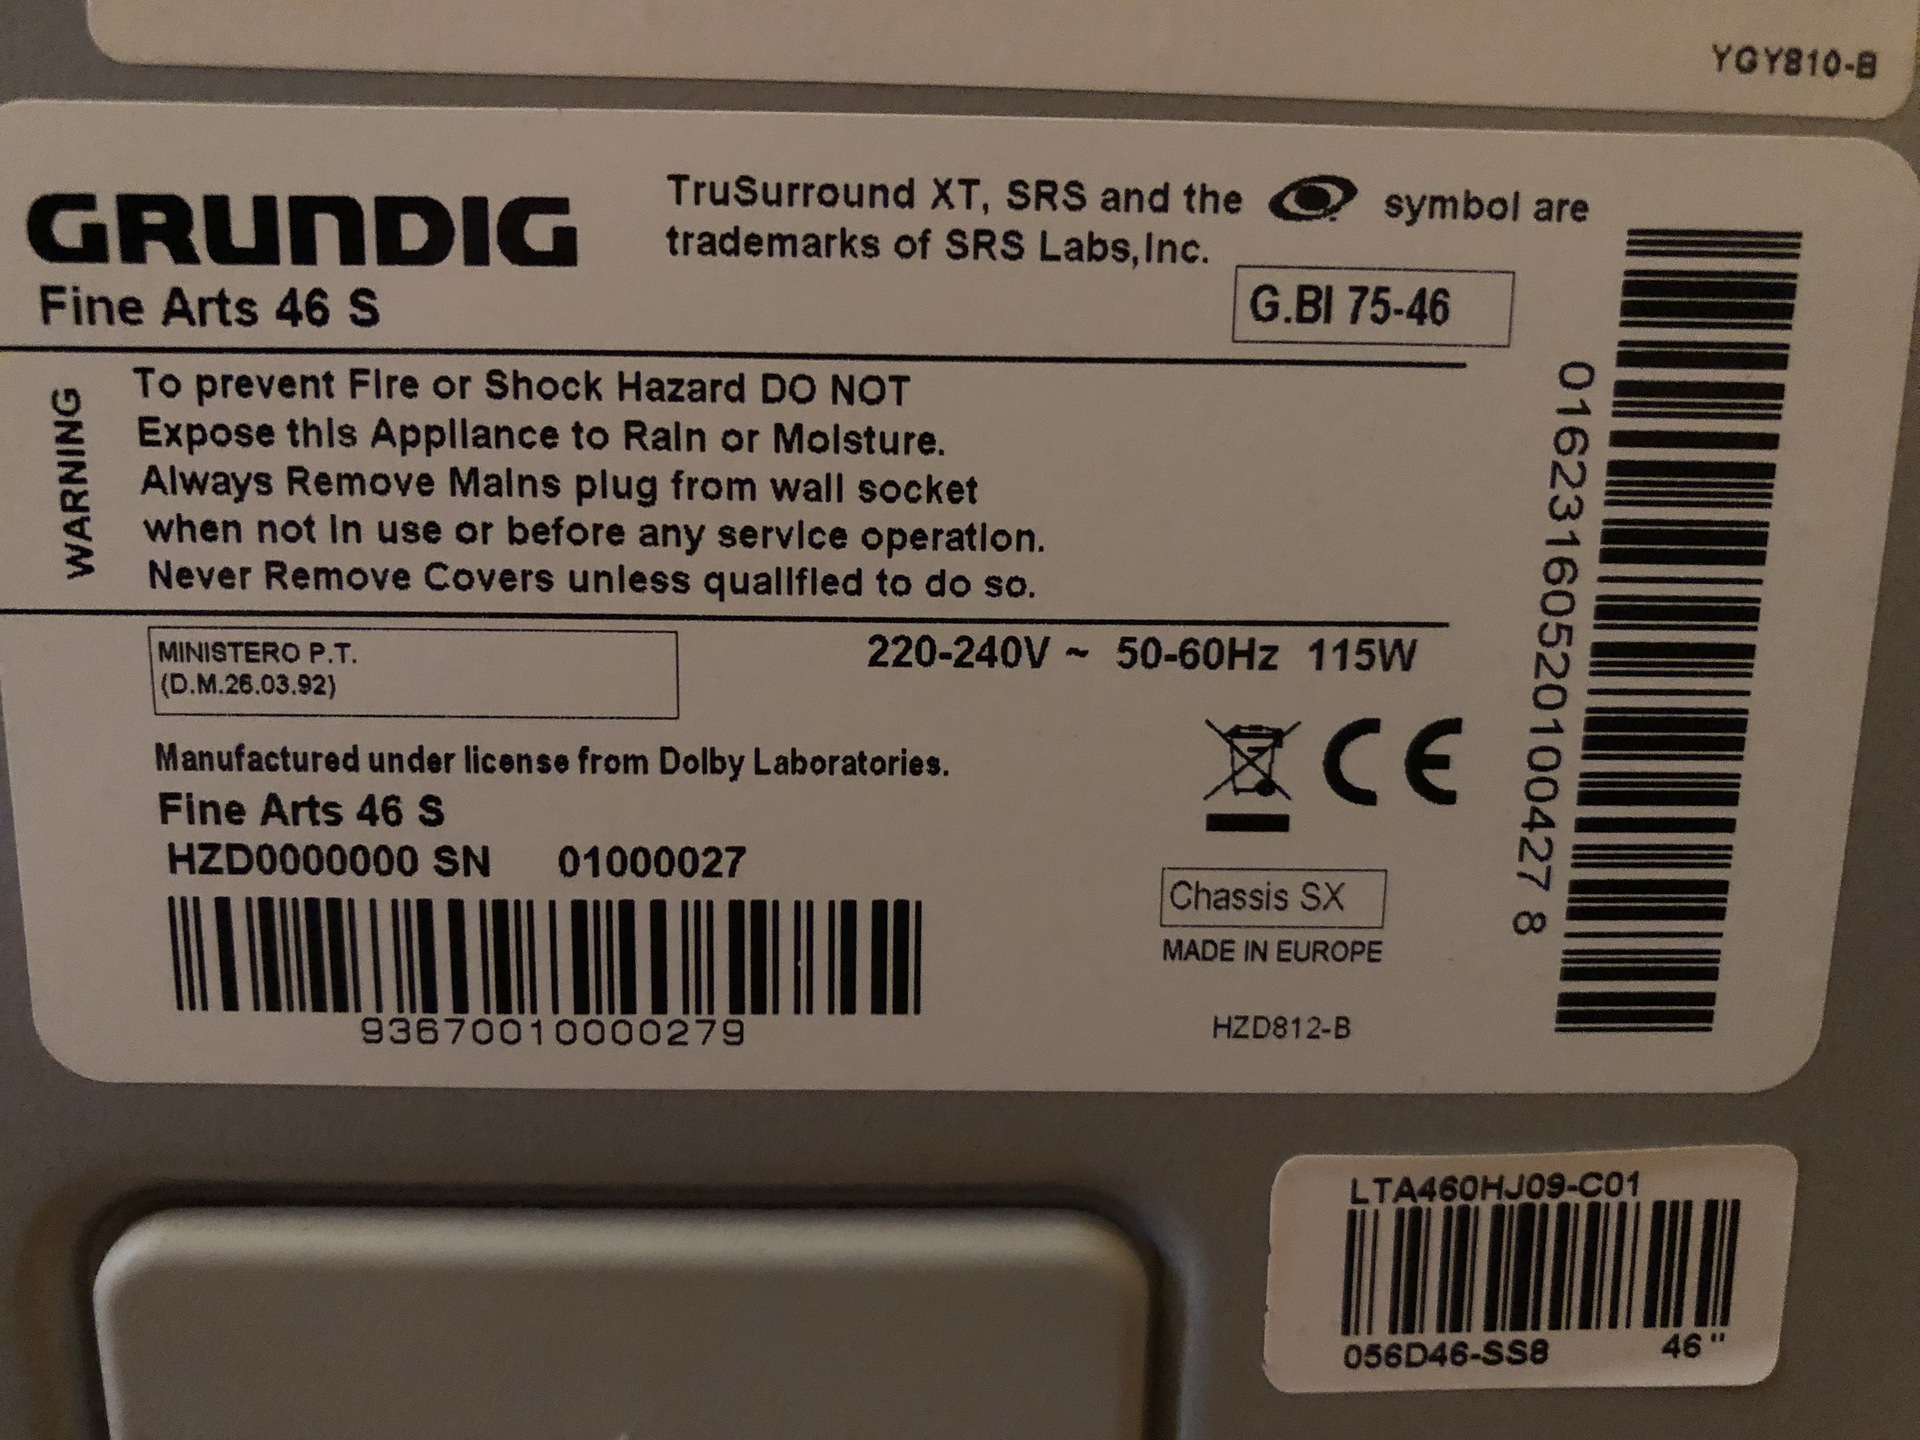 YGY810-B
GRUNDIG
Fine Arts 46 S
TruSurround XT, SRS and the symbol are
trademarks of SRS Labs,Inc.
G.BI 75-46
WARNING
To prevent Fire or Shock Hazard DO NOT
Expose this Appliance to Rain or Moisture.
Always Remove Mains plug from wall socket
when not in use or before any service operation.
Never Remove Covers unless qualified to do so.
MINISTERO P.T.
(D.M.26.03.92)
220-240V ~ 50-60Hz 115W
Manufactured under license from Dolby Laboratories.
Fine Arts 46 S
HZD0000000 SN 01000027
93670010000279
CE
Chassis SX
MADE IN EUROPE
HZD812-B
0162316052010042 7 8
LTA460HJ09-C01
056D46-SS8 46"